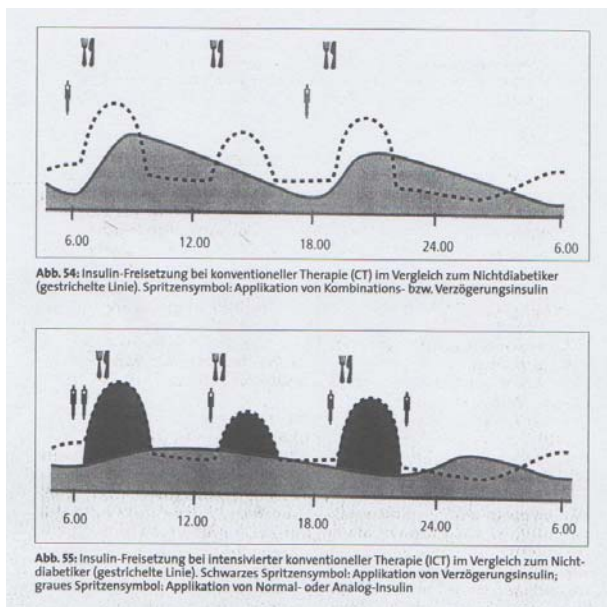 6.00 12.00 18.00 24.00 6.00
Abb. 54: Insulin-Freisetzung bei konventioneller Therapie (CT) im Vergleich zum Nichtdiabetiker
(gestrichelte Linie). Spritzensymbol: Applikation von Kombinations- bzw. Verzögerungsinsulin
6.00 12.00 18.00 24.00 6.00
Abb. 55: Insulin-Freisetzung bei intensivierter konventioneller Therapie (ICT) im Vergleich zum Nicht-
diabetiker (gestrichelte Linie). Schwarzes Spritzensymbol: Applikation von Verzögerungsinsulin;
graues Spritzensymbol: Applikation von Normal- oder Analog-Insulin